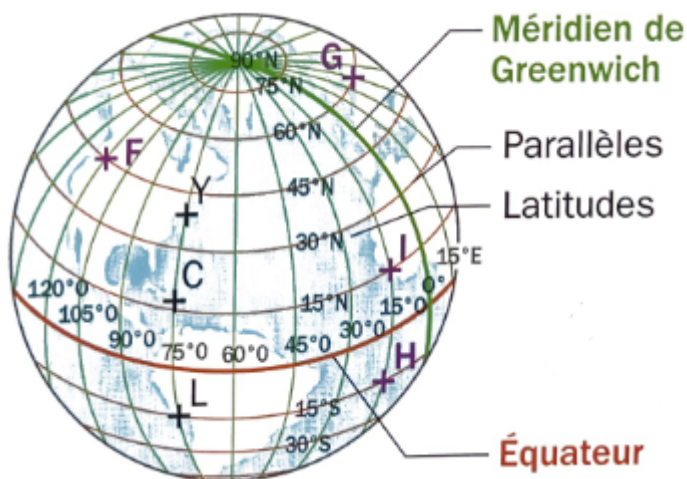 Méridien de
Greenwich
G
90°N
75°N
60°N
Parallèles
F
45°N
Y
Latitudes
30°N
I
15°E
C
120°O
105°O
90°O
75°O
60°O
45°O
30°O
15°O
0°
15°N
H
L
15°S
30°S
Équateur